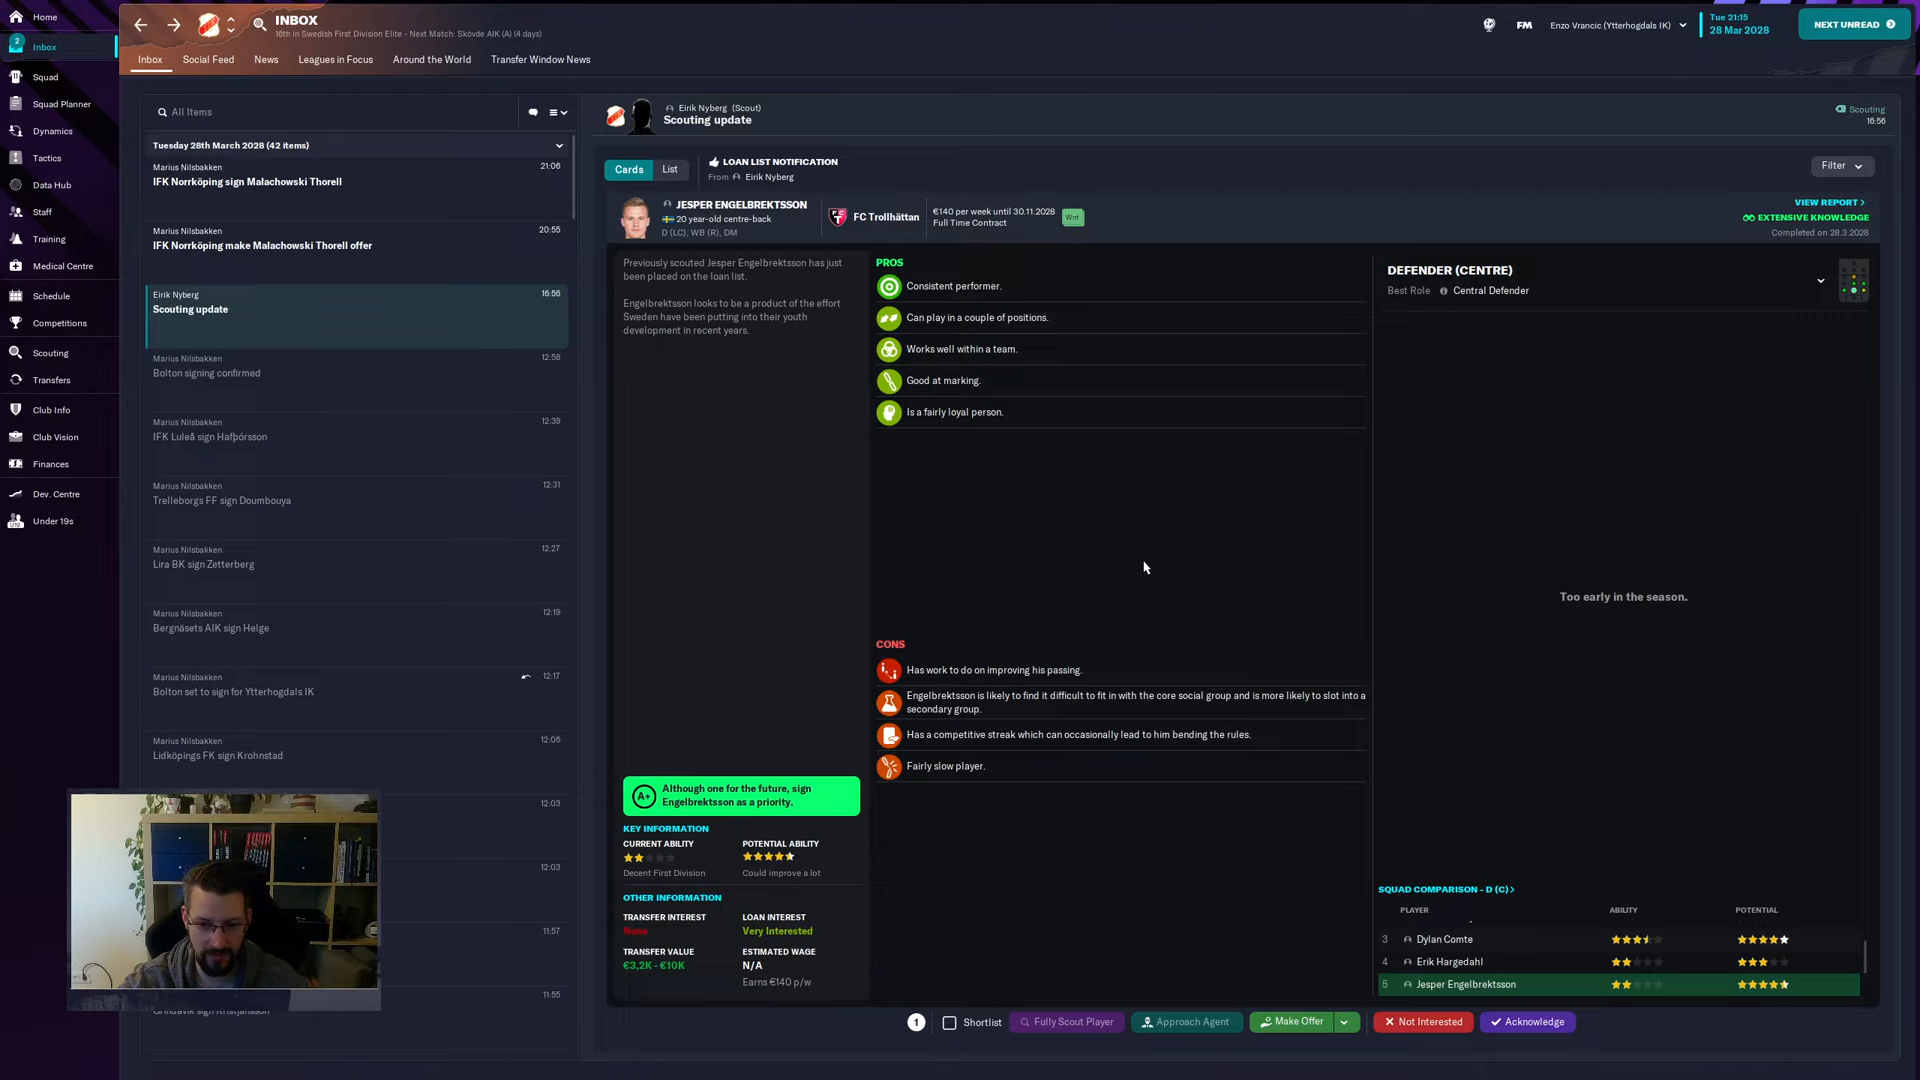 Home
INBOX
16th in Swedish First Division Elite - Next Match: Skövde AIK (A) (4 days)
FM
Enzo Vrancic (Ytterhogdals IK)
Tue 21:15
28 Mar 2028
NEXT UNREAD
2
Inbox
Squad
Squad Planner
Dynamics
Tactics
Data Hub
Staff
Training
Medical Centre
Schedule
Competitions
Scouting
Transfers
Club Info
Club Vision
Finances
Dev. Centre
Under 19s
Inbox
Social Feed
News
Leagues in Focus
Around the World
Transfer Window News
All Items
Tuesday 28th March 2028 (42 items)
Marius Nilsbakken
21:06
IFK Norrköping sign Malachowski Thorell
Marius Nilsbakken
20:55
IFK Norrköping make Malachowski Thorell offer
Eirik Nyberg
16:56
Scouting update
Marius Nilsbakken
12:58
Bolton signing confirmed
Marius Nilsbakken
12:39
IFK Luleå sign Hafþórsson
Marius Nilsbakken
12:31
Trelleborgs FF sign Doumbouya
Marius Nilsbakken
12:27
Lira BK sign Zetterberg
Marius Nilsbakken
12:19
Bergnäsets AIK sign Helge
Marius Nilsbakken
12:17
Bolton set to sign for Ytterhogdals IK
Marius Nilsbakken
12:06
Lidköpings FK sign Krohnstad
12:03
12:03
11:57
11:55
Grindavík sign Kristjánsson
Eirik Nyberg (Scout)
Scouting update
Scouting
16:56
Cards
List
LOAN LIST NOTIFICATION
From Eirik Nyberg
Filter
JESPER ENGELBREKTSSON
20 year-old centre-back
D (LC), WB (R), DM
FC Trollhättan
€140 per week until 30.11.2028
Full Time Contract
Wnt
VIEW REPORT >
EXTENSIVE KNOWLEDGE
Completed on 28.3.2028
Previously scouted Jesper Engelbrektsson has just
been placed on the loan list.
Engelbrektsson looks to be a product of the effort
Sweden have been putting into their youth
development in recent years.
A+
Although one for the future, sign
Engelbrektsson as a priority.
KEY INFORMATION
CURRENT ABILITY
POTENTIAL ABILITY
Decent First Division
Could improve a lot
OTHER INFORMATION
TRANSFER INTEREST
LOAN INTEREST
None
Very Interested
TRANSFER VALUE
ESTIMATED WAGE
€3,2K - €10K
N/A
Earns €140 p/w
PROS
Consistent performer.
Can play in a couple of positions.
Works well within a team.
Good at marking.
Is a fairly loyal person.
CONS
Has work to do on improving his passing.
Engelbrektsson is likely to find it difficult to fit in with the core social group and is more likely to slot into a
secondary group.
Has a competitive streak which can occasionally lead to him bending the rules.
Fairly slow player.
DEFENDER (CENTRE)
Best Role Central Defender
Too early in the season.
SQUAD COMPARISON - D (C) >
PLAYER
ABILITY
POTENTIAL
3 Dylan Comte
4 Erik Hargedahl
5 Jesper Engelbrektsson
1
Shortlist
Fully Scout Player
Approach Agent
Make Offer
Not Interested
Acknowledge